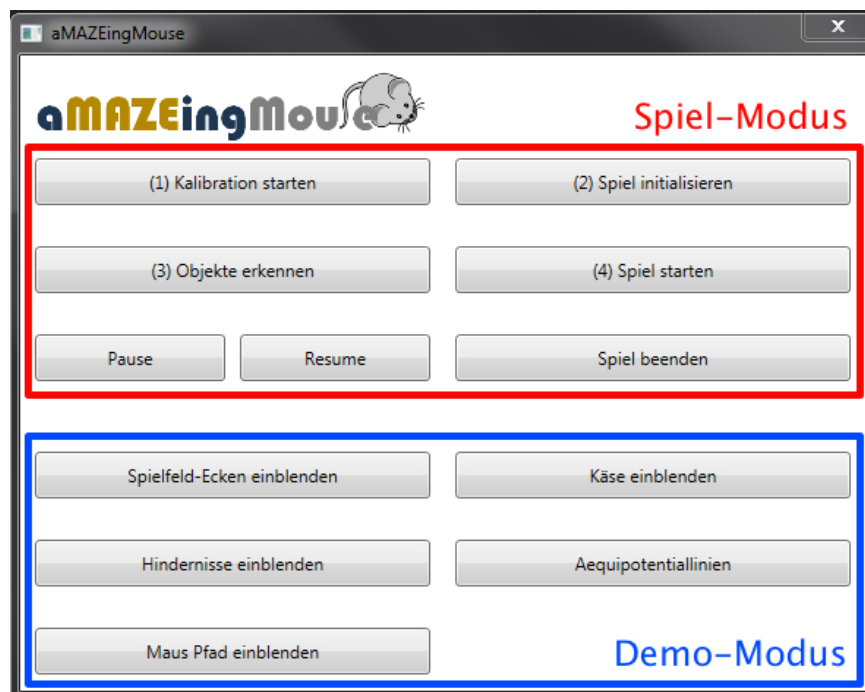 aMAZEingMouse
x
aMAZEingMouse
Spiel-Modus
(1) Kalibration starten
(2) Spiel initialisieren
(3) Objekte erkennen
(4) Spiel starten
Pause
Resume
Spiel beenden
Spielfeld-Ecken einblenden
Käse einblenden
Hindernisse einblenden
Aequipotentiallinien
Maus Pfad einblenden
Demo-Modus